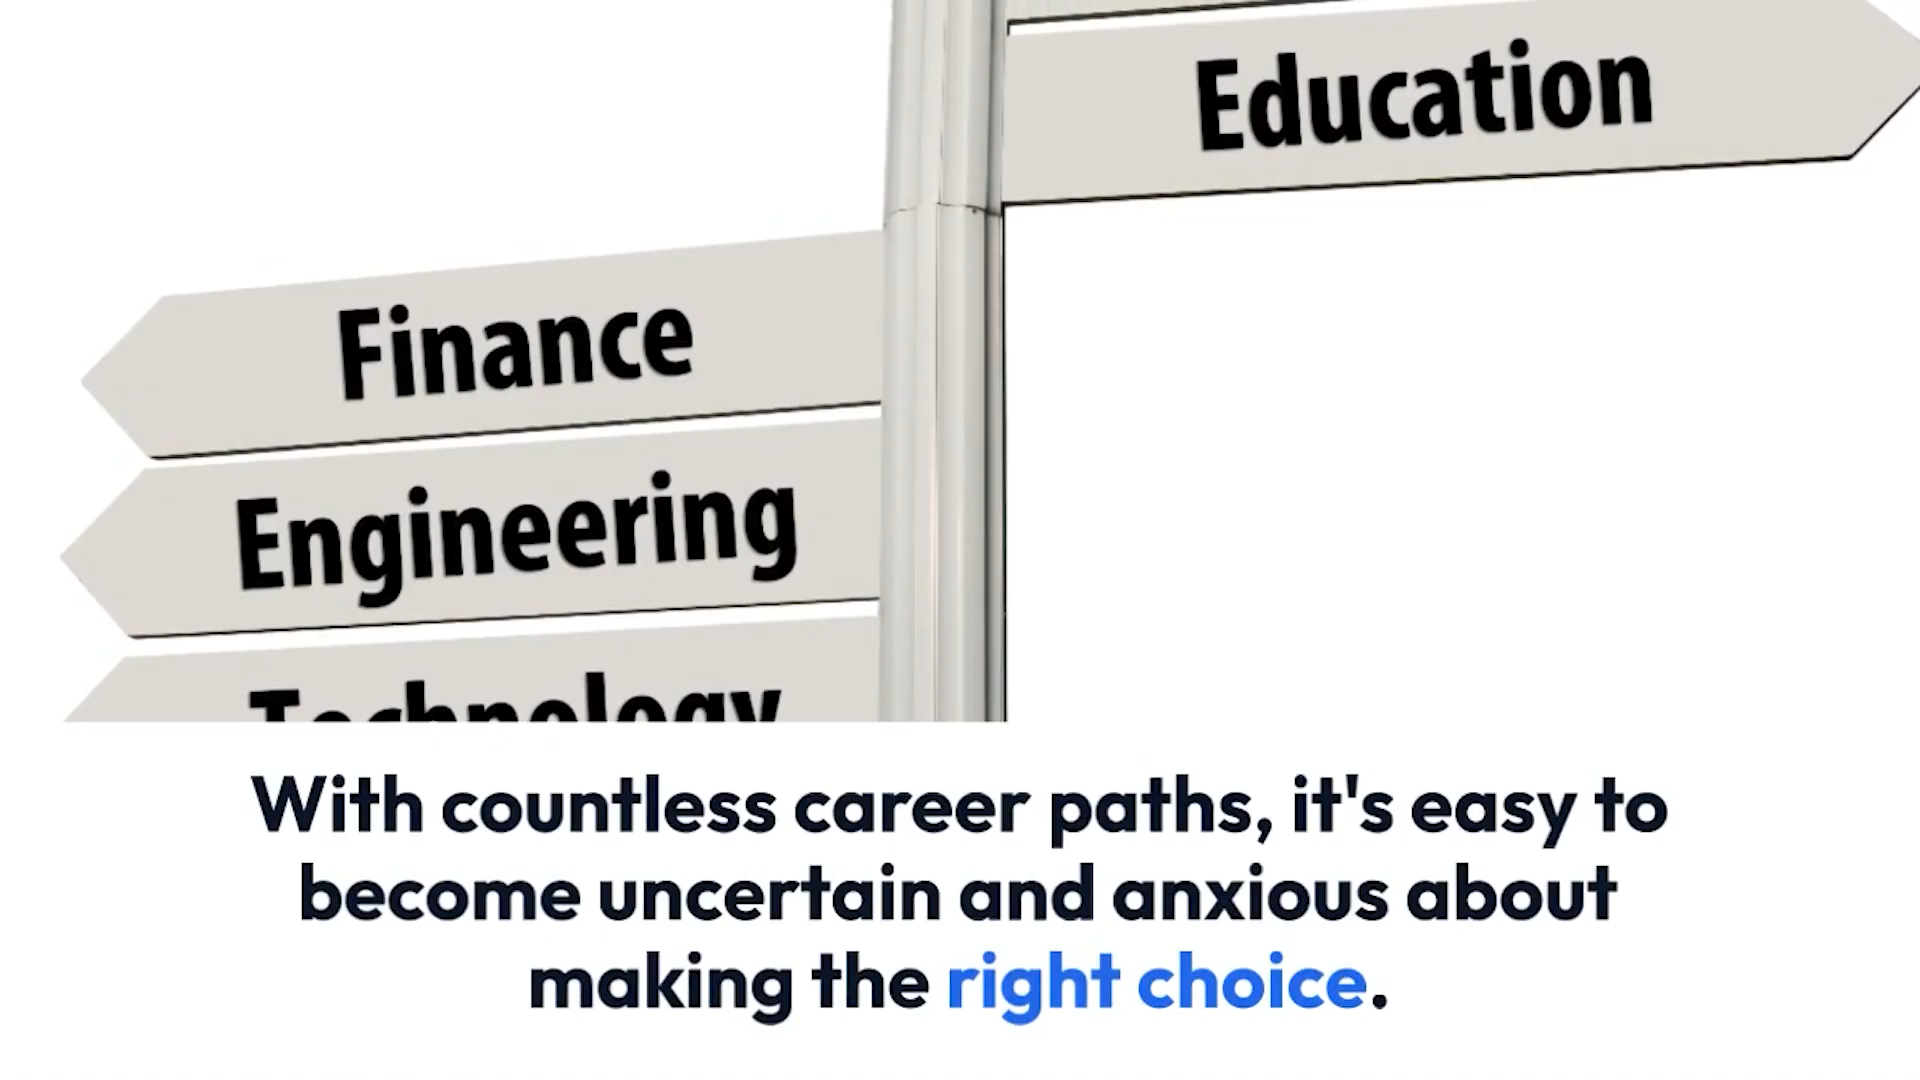 Education
Finance
Engineering
Technology
With countless career paths, it's easy to
become uncertain and anxious about
making the right choice.